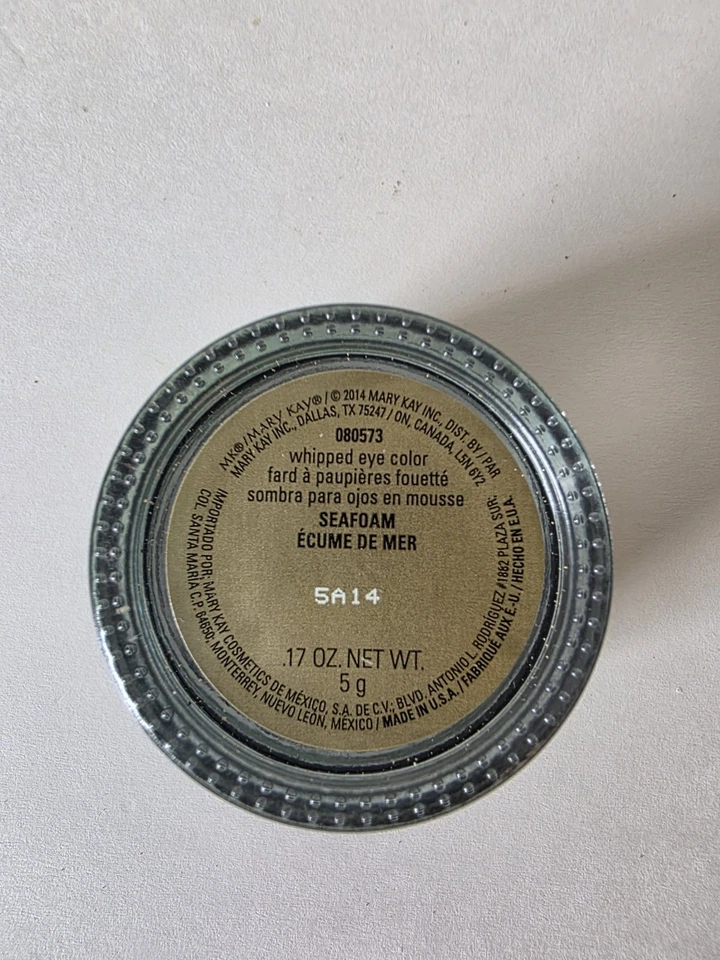 MK®/MARY KAY®/© 2014 MARY KAY INC., DIST. BY / PAR
MARY KAY INC., DALLAS, TX 75247 / ON, CANADA, L5N 6Y2
080573
whipped eye color
fard à paupières fouetté
sombra para ojos en mousse
SEAFOAM
ÉCUME DE MER
5A14
.17 OZ. NET WT.
5 g
IMPORTADO POR: MARY KAY COSMETICS DE MÉXICO, S.A. DE C.V.; BLVD. ANTONIO L. RODRÍGUEZ #1882 PLAZA SUR;
COL. SANTA MARÍA C.P. 64650; MONTERREY, NUEVO LEÓN, MÉXICO / MADE IN U.S.A. / FABRIQUÉ AUX É.-U. / HECHO EN E.U.A.